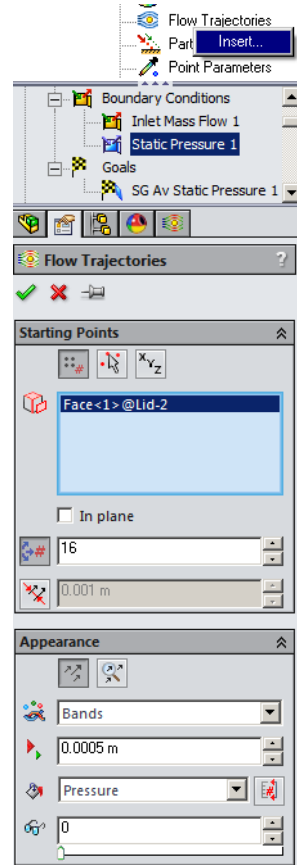 Flow Trajectories
Part
Insert...
Point Parameters
Boundary Conditions
Inlet Mass Flow 1
Static Pressure 1
Goals
SG Av Static Pressure 1
Flow Trajectories ?
Starting Points
Face<1>@Lid-2
In plane
16
0.001 m
Appearance
Bands
0.0005 m
Pressure
0